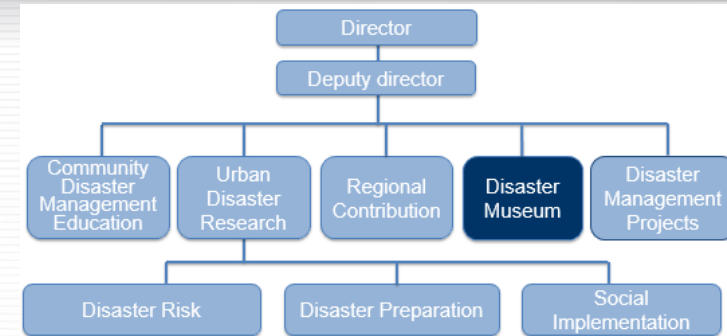 Director
Deputy director
Community
Disaster
Management
Education
Urban
Disaster
Research
Regional
Contribution
Disaster
Museum
Disaster
Management
Projects
Disaster Risk
Disaster Preparation
Social
Implementation